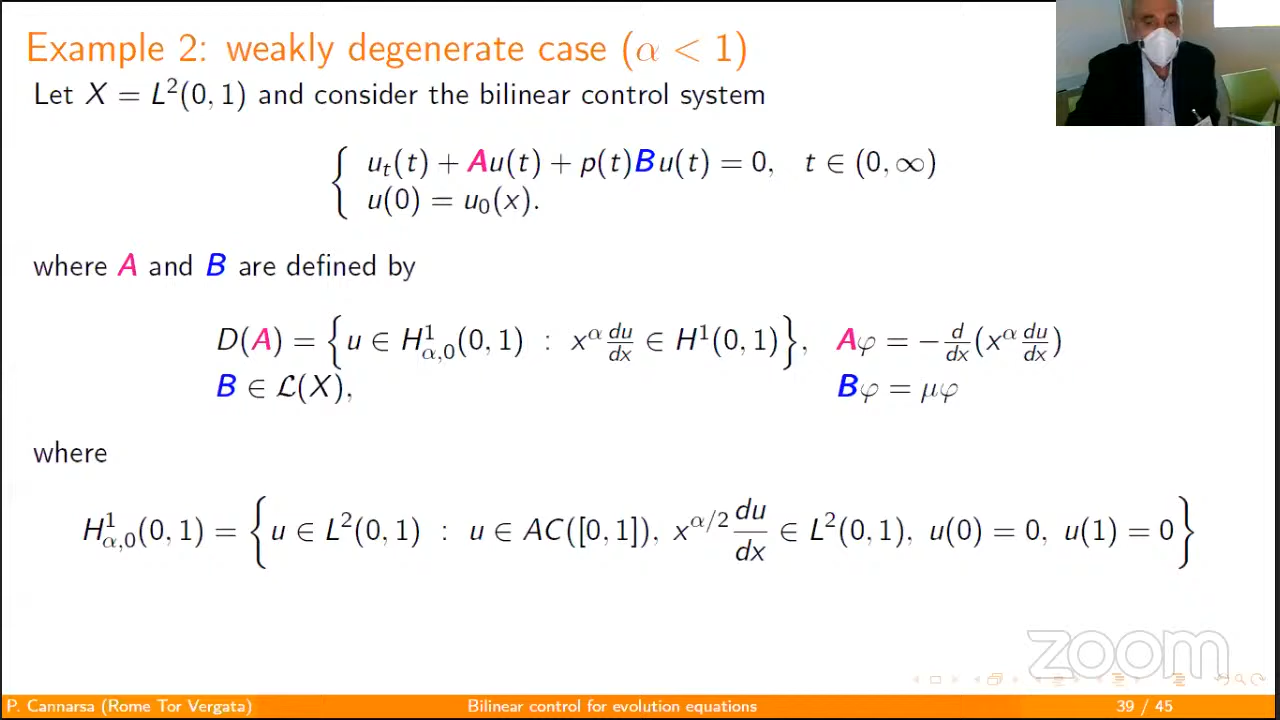 Example 2: weakly degenerate case (α < 1)
Let X = L²(0, 1) and consider the bilinear control system
{ uₜ(t) + Au(t) + p(t)Bu(t) = 0, t ∈ (0, ∞)
u(0) = u₀(x).
where A and B are defined by
D(A) = { u ∈ H¹_{α,0}(0, 1) : x^α du/dx ∈ H¹(0, 1) }, Aφ = −d/dx(x^α du/dx)
B ∈ ℒ(X), Bφ = μφ
where
H¹_{α,0}(0, 1) = { u ∈ L²(0, 1) : u ∈ AC([0, 1]), x^{α/2} du/dx ∈ L²(0, 1), u(0) = 0, u(1) = 0 }
zoom
P. Cannarsa (Rome Tor Vergata) Bilinear control for evolution equations 39 / 45